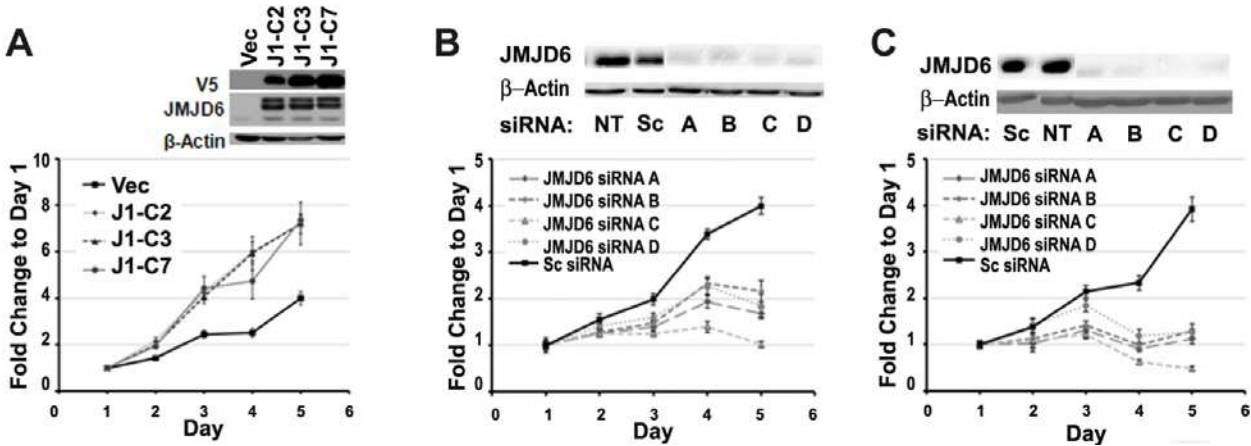 A
Vec
J1-C2
J1-C3
J1-C7
V5
JMJD6
β-Actin
Fold Change to Day 1
10
8
6
4
2
0
Vec
J1-C2
J1-C3
J1-C7
0 1 2 3 4 5 6
Day
B
JMJD6
β–Actin
siRNA: NT Sc A B C D
Fold Change to Day 1
5
4
3
2
1
0
JMJD6 siRNA A
JMJD6 siRNA B
JMJD6 siRNA C
JMJD6 siRNA D
Sc siRNA
0 1 2 3 4 5 6
Day
C
JMJD6
β–Actin
siRNA: Sc NT A B C D
Fold Change to Day 1
5
4
3
2
1
0
JMJD6 siRNA A
JMJD6 siRNA B
JMJD6 siRNA C
JMJD6 siRNA D
Sc siRNA
0 1 2 3 4 5 6
Day